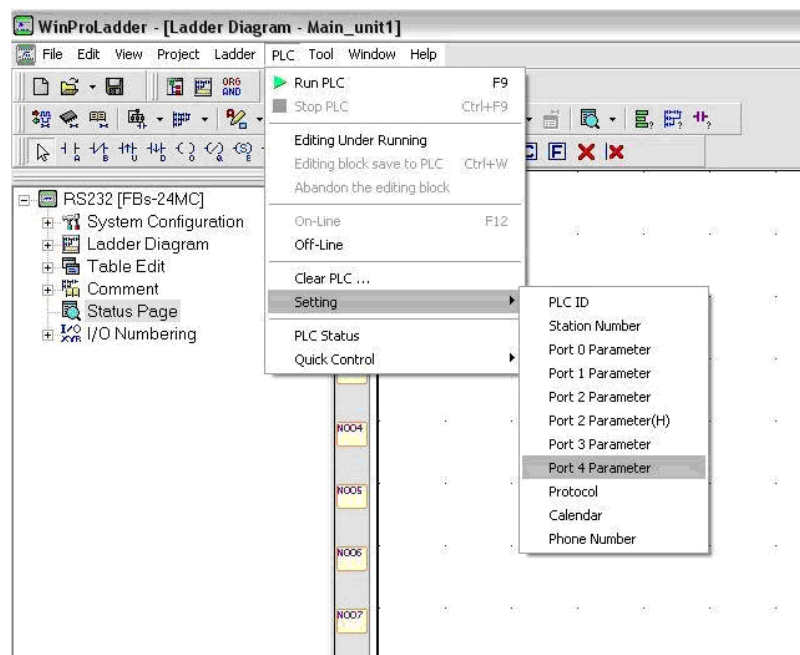 WinProLadder - [Ladder Diagram - Main_unit1]
File Edit View Project Ladder PLC Tool Window Help
ORG
AND
Run PLC F9
Stop PLC Ctrl+F9
Editing Under Running
Editing block save to PLC Ctrl+W
Abandon the editing block
On-Line F12
Off-Line
Clear PLC ...
Setting
PLC Status
Quick Control
PLC ID
Station Number
Port 0 Parameter
Port 1 Parameter
Port 2 Parameter
Port 2 Parameter(H)
Port 3 Parameter
Port 4 Parameter
Protocol
Calendar
Phone Number
RS232 [FBs-24MC]
System Configuration
Ladder Diagram
Table Edit
Comment
Status Page
I/O Numbering
N004
N005
N006
N007